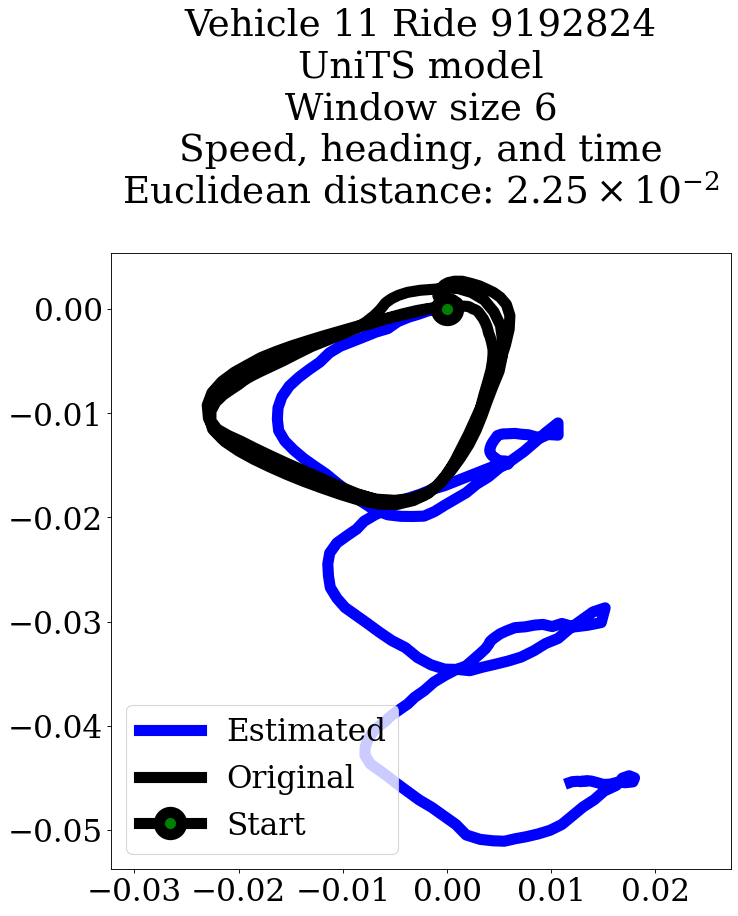 Vehicle 11 Ride 9192824
UniTS model
Window size 6
Speed, heading, and time
Euclidean distance: 2.25 × 10⁻²
0.00
−0.01
−0.02
−0.03
−0.04
−0.05
Estimated
Original
Start
−0.03 −0.02 −0.01 0.00 0.01 0.02